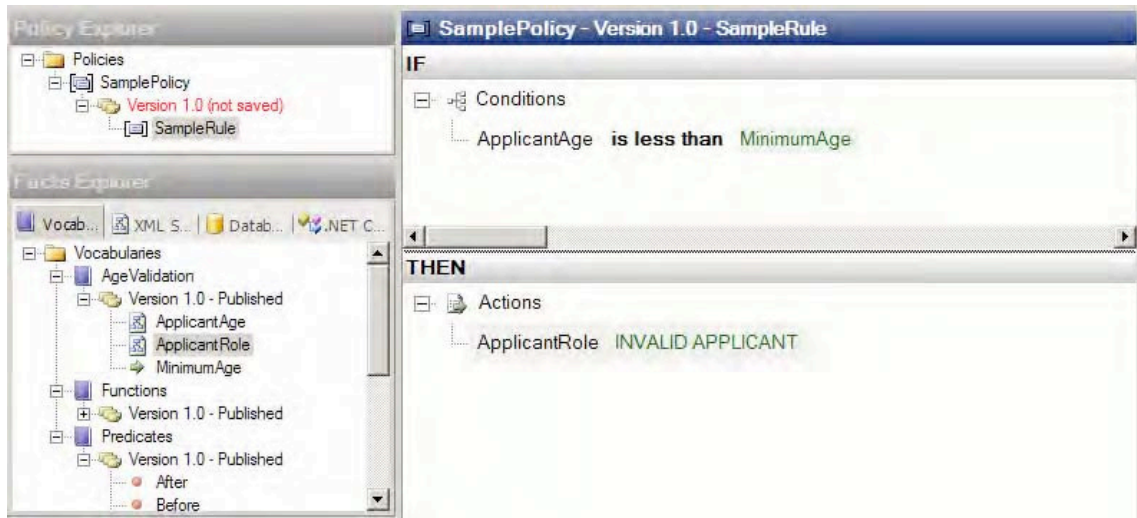 Policy Explorer
Policies
SamplePolicy
Version 1.0 (not saved)
SampleRule
Facts Explorer
Vocab... XML S... Datab... .NET C...
Vocabularies
AgeValidation
Version 1.0 - Published
ApplicantAge
ApplicantRole
MinimumAge
Functions
Version 1.0 - Published
Predicates
Version 1.0 - Published
After
Before
SamplePolicy - Version 1.0 - SampleRule
IF
Conditions
ApplicantAge is less than MinimumAge
THEN
Actions
ApplicantRole INVALID APPLICANT